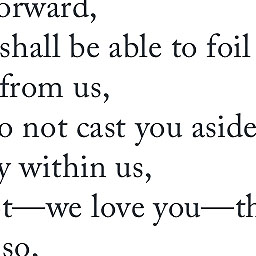 orward,
shall be able to foil
from us,
o not cast you aside
y within us,
t—we love you—th
so,